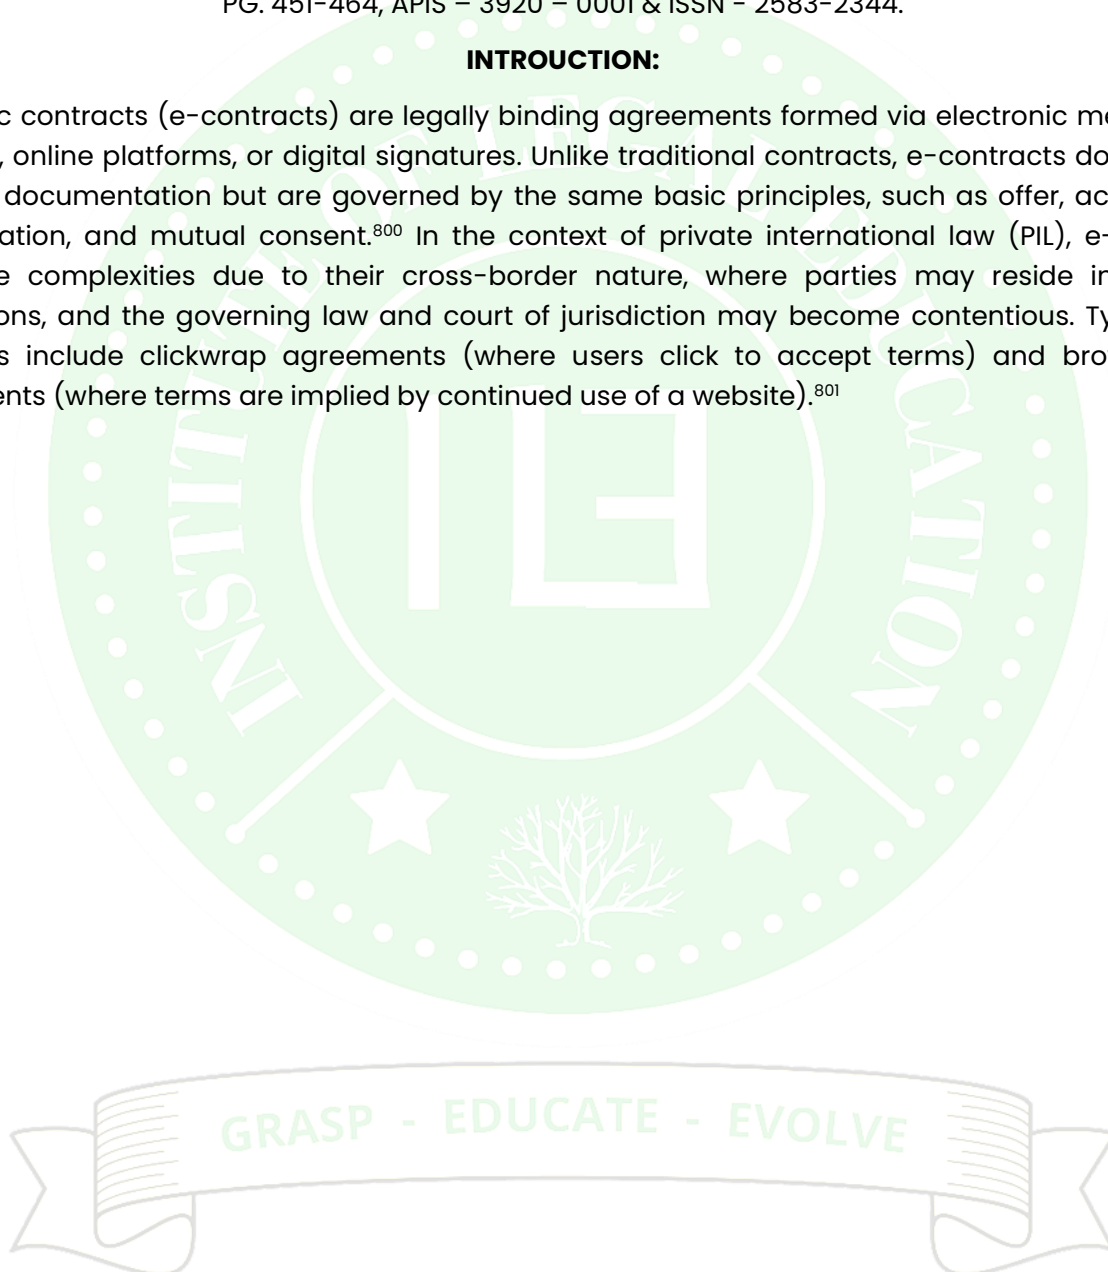 PG. 451-464, APIS – 3920 – 0001 & ISSN - 2583-2344.
INTROUCTION:
c contracts (e-contracts) are legally binding agreements formed via electronic me
, online platforms, or digital signatures. Unlike traditional contracts, e-contracts do
documentation but are governed by the same basic principles, such as offer, ac
ation, and mutual consent.800 In the context of private international law (PIL), e-
e complexities due to their cross-border nature, where parties may reside in
ons, and the governing law and court of jurisdiction may become contentious. Ty
s include clickwrap agreements (where users click to accept terms) and bro
ents (where terms are implied by continued use of a website).801
INSTITUTE OF LEGAL EDUCATION
ILE
GRASP - EDUCATE - EVOLVE